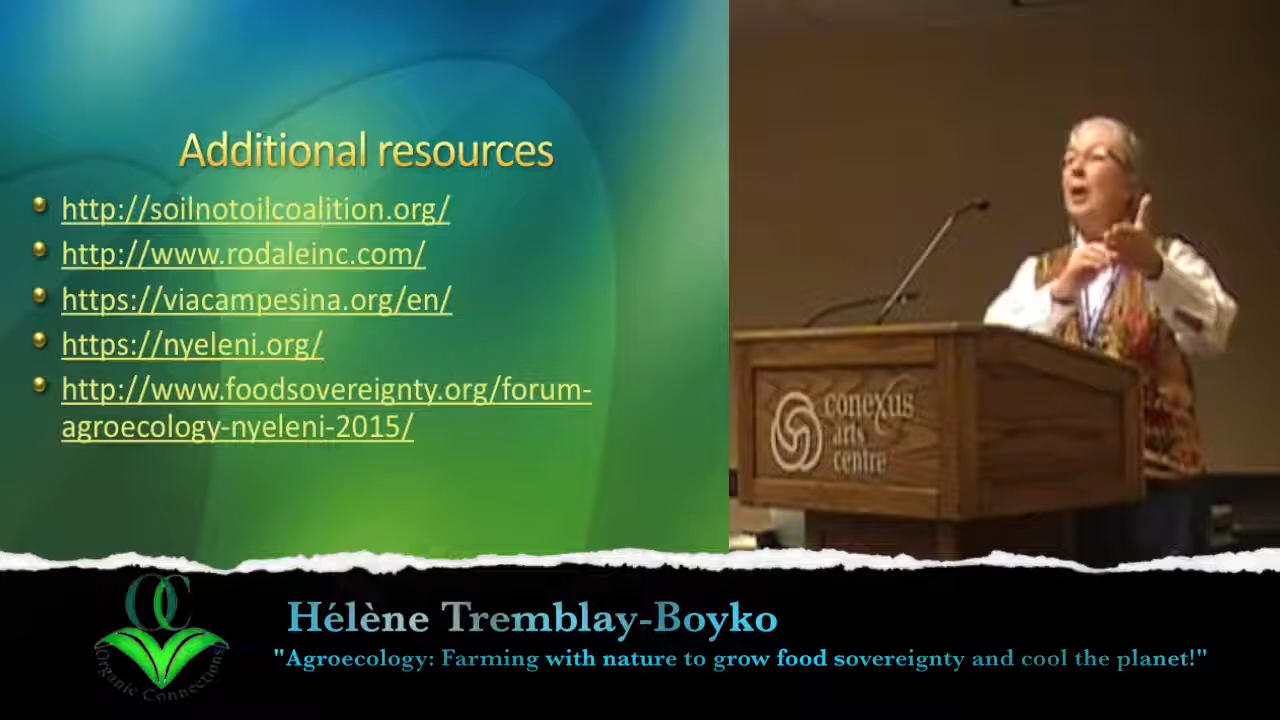 Additional resources
http://soilnotoilcoalition.org/
http://www.rodaleinc.com/
https://viacampesina.org/en/
https://nyeleni.org/
http://www.foodsovereignty.org/forum-
agroecology-nyeleni-2015/
conexus
arts
centre
OC
Organic Connections
Hélène Tremblay-Boyko
"Agroecology: Farming with nature to grow food sovereignty and cool the planet!"